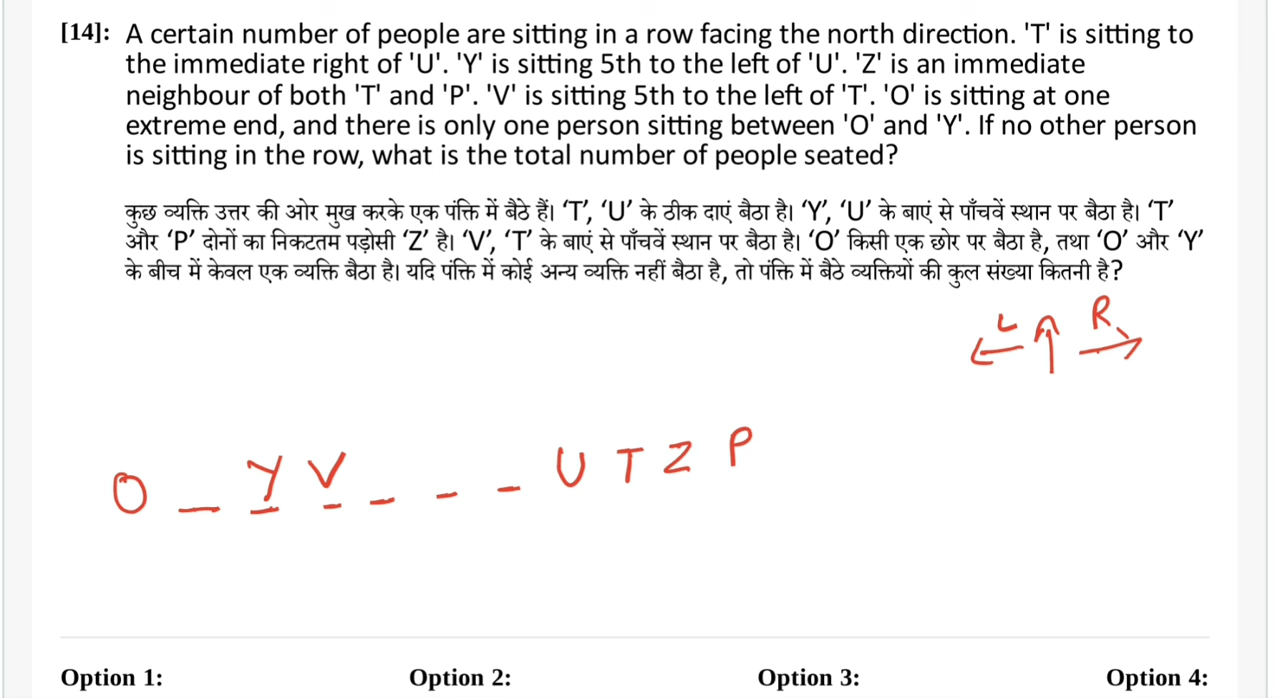 [14]: A certain number of people are sitting in a row facing the north direction. 'T' is sitting to
the immediate right of 'U'. 'Y' is sitting 5th to the left of 'U'. 'Z' is an immediate
neighbour of both 'T' and 'P'. 'V' is sitting 5th to the left of 'T'. 'O' is sitting at one
extreme end, and there is only one person sitting between 'O' and 'Y'. If no other person
is sitting in the row, what is the total number of people seated?
कुछ व्यक्ति उत्तर की ओर मुख करके एक पंक्ति में बैठे हैं। ‘T’, ‘U’ के ठीक दाएं बैठा है। ‘Y’, ‘U’ के बाएं से पाँचवें स्थान पर बैठा है। ‘T’
और ‘P’ दोनों का निकटतम पड़ोसी ‘Z’ है। ‘V’, ‘T’ के बाएं से पाँचवें स्थान पर बैठा है। ‘O’ किसी एक छोर पर बैठा है, तथा ‘O’ और ‘Y’
के बीच में केवल एक व्यक्ति बैठा है। यदि पंक्ति में कोई अन्य व्यक्ति नहीं बैठा है, तो पंक्ति में बैठे व्यक्तियों की कुल संख्या कितनी है?
L R
O _ Y V _ _ _ U T Z P
Option 1: Option 2: Option 3: Option 4: